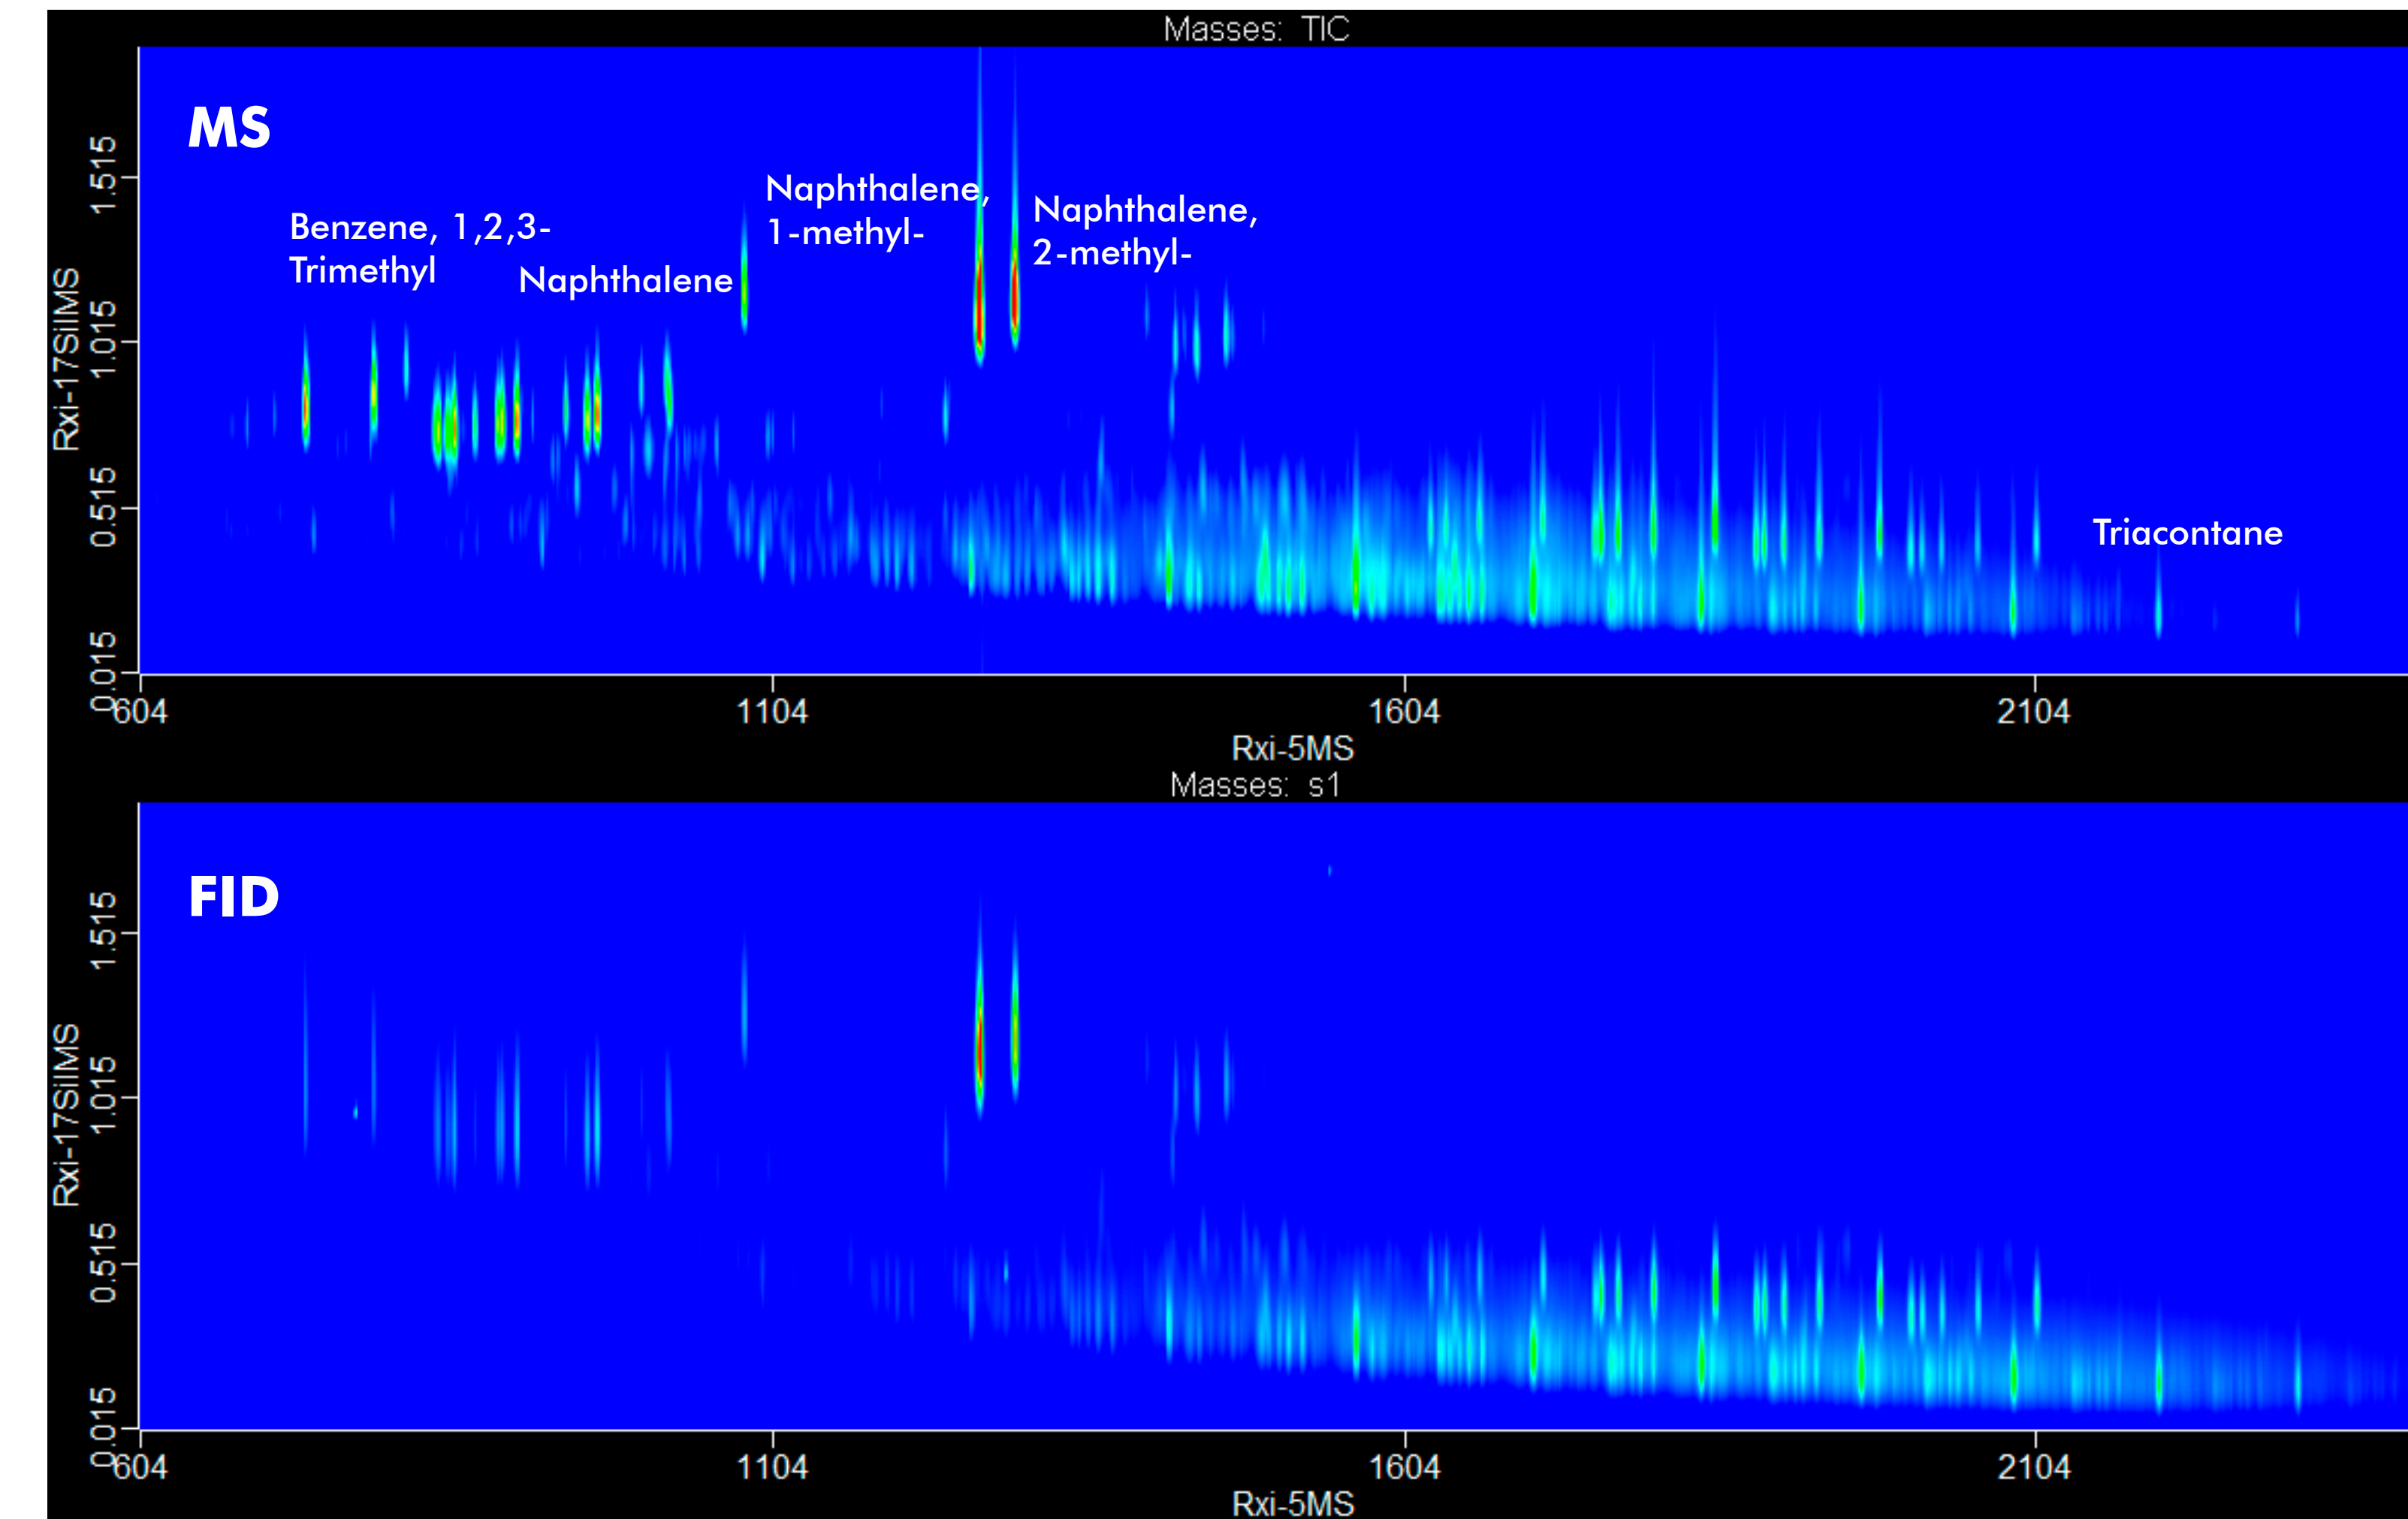 Masses: TIC
MS
Benzene, 1,2,3-
Trimethyl
Naphthalene
Naphthalene,
1-methyl-
Naphthalene,
2-methyl-
Triacontane
Rxi-17SilMS
1.515
1.015
0.515
0.015
604
1104
1604
2104
Rxi-5MS
Masses: s1
FID
Rxi-17SilMS
1.515
1.015
0.515
0.015
604
1104
1604
2104
Rxi-5MS